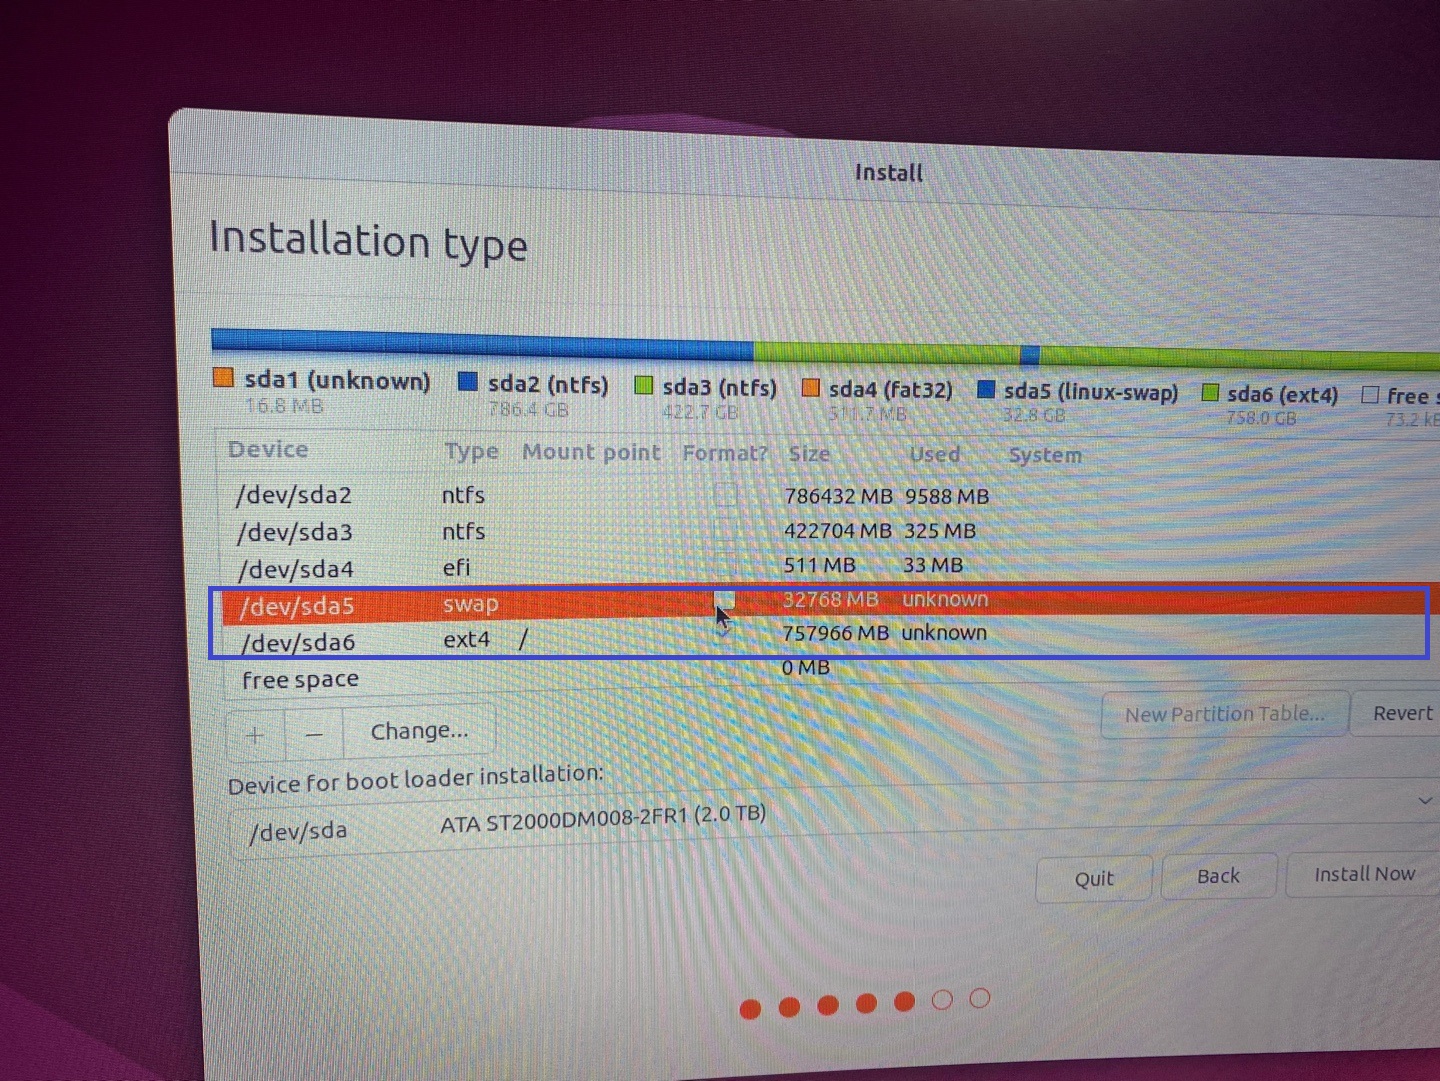 Install
Installation type
sda1 (unknown) sda2 (ntfs) sda3 (ntfs) sda4 (fat32) sda5 (linux-swap) sda6 (ext4) free
16.8 MB 786.4 GB 422.7 GB 511.7 MB 32.8 GB 758.0 GB 73.2 kB
Device Type Mount point Format? Size Used System
/dev/sda2 ntfs 786432 MB 9588 MB
/dev/sda3 ntfs 422704 MB 325 MB
/dev/sda4 efi 511 MB 33 MB
/dev/sda5 swap 32768 MB unknown
/dev/sda6 ext4 / 757966 MB unknown
free space 0 MB
+ − Change... New Partition Table... Revert
Device for boot loader installation:
/dev/sda ATA ST2000DM008-2FR1 (2.0 TB)
Quit Back Install Now